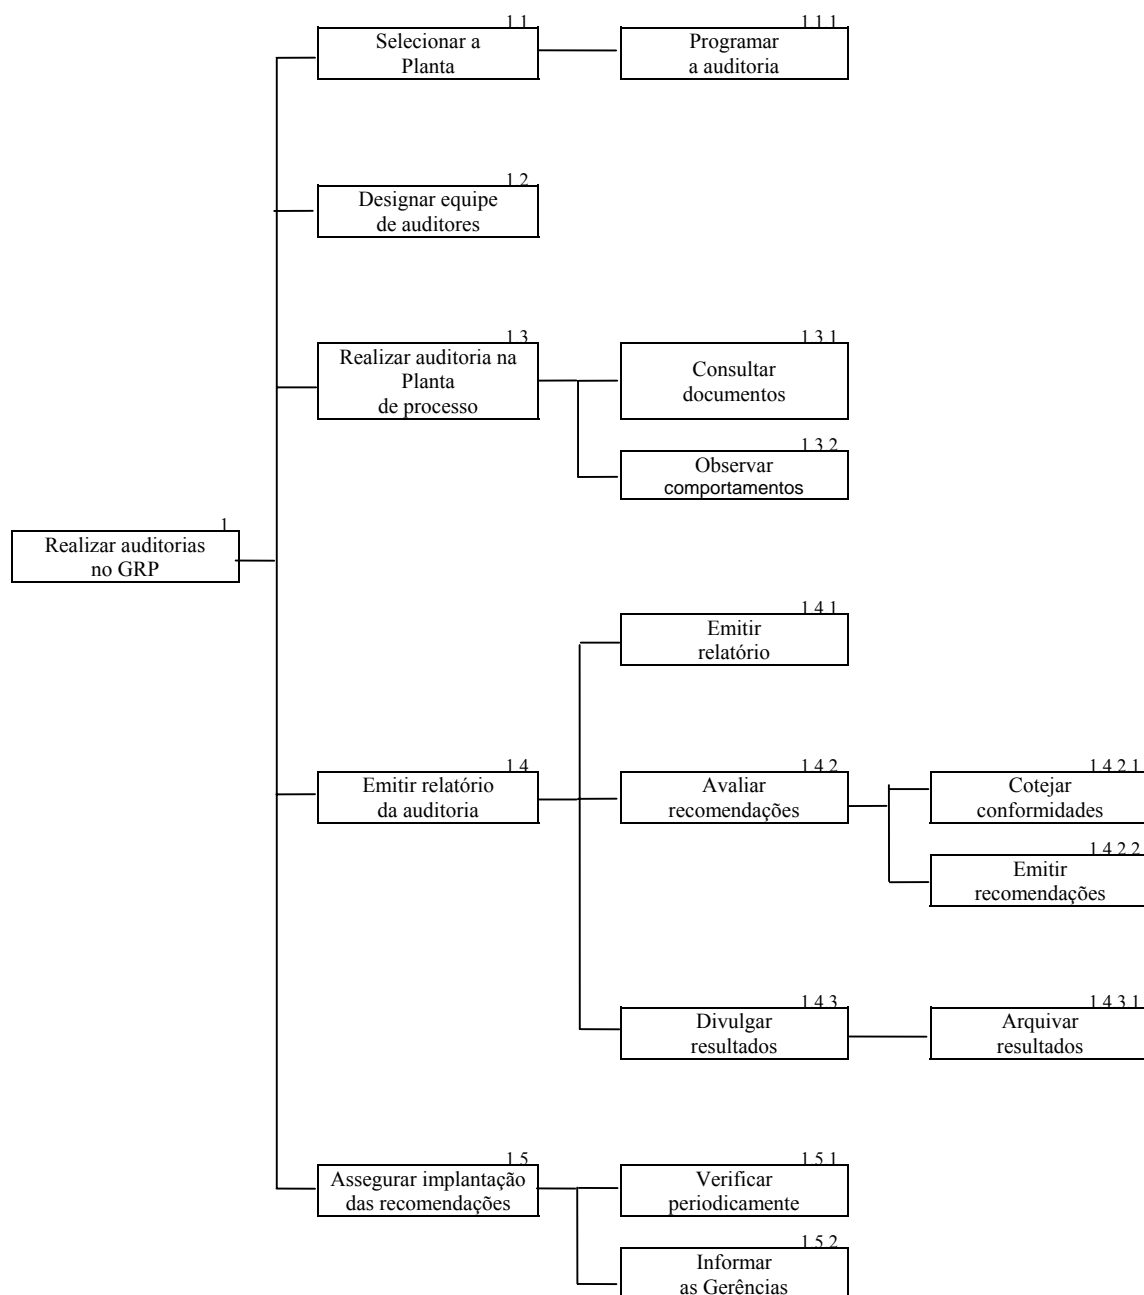 1.1
Selecionar a
Planta
1.1.1
Programar
a auditoria
1.2
Designar equipe
de auditores
1.3
Realizar auditoria na
Planta
de processo
1.3.1
Consultar
documentos
1.3.2
Observar
comportamentos
1
Realizar auditorias
no GRP
1.4.1
Emitir
relatório
1.4
Emitir relatório
da auditoria
1.4.2
Avaliar
recomendações
1.4.2.1
Cotejar
conformidades
1.4.2.2
Emitir
recomendações
1.4.3
Divulgar
resultados
1.4.3.1
Arquivar
resultados
1.5
Assegurar implantação
das recomendações
1.5.1
Verificar
periodicamente
1.5.2
Informar
as Gerências